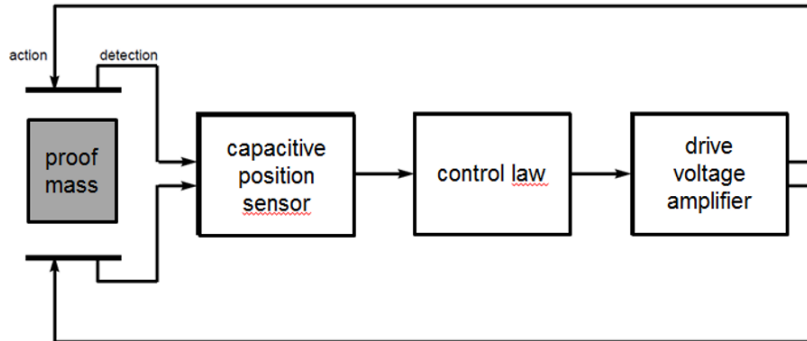 action
detection
proof
mass
capacitive
position
sensor
control law
drive
voltage
amplifier